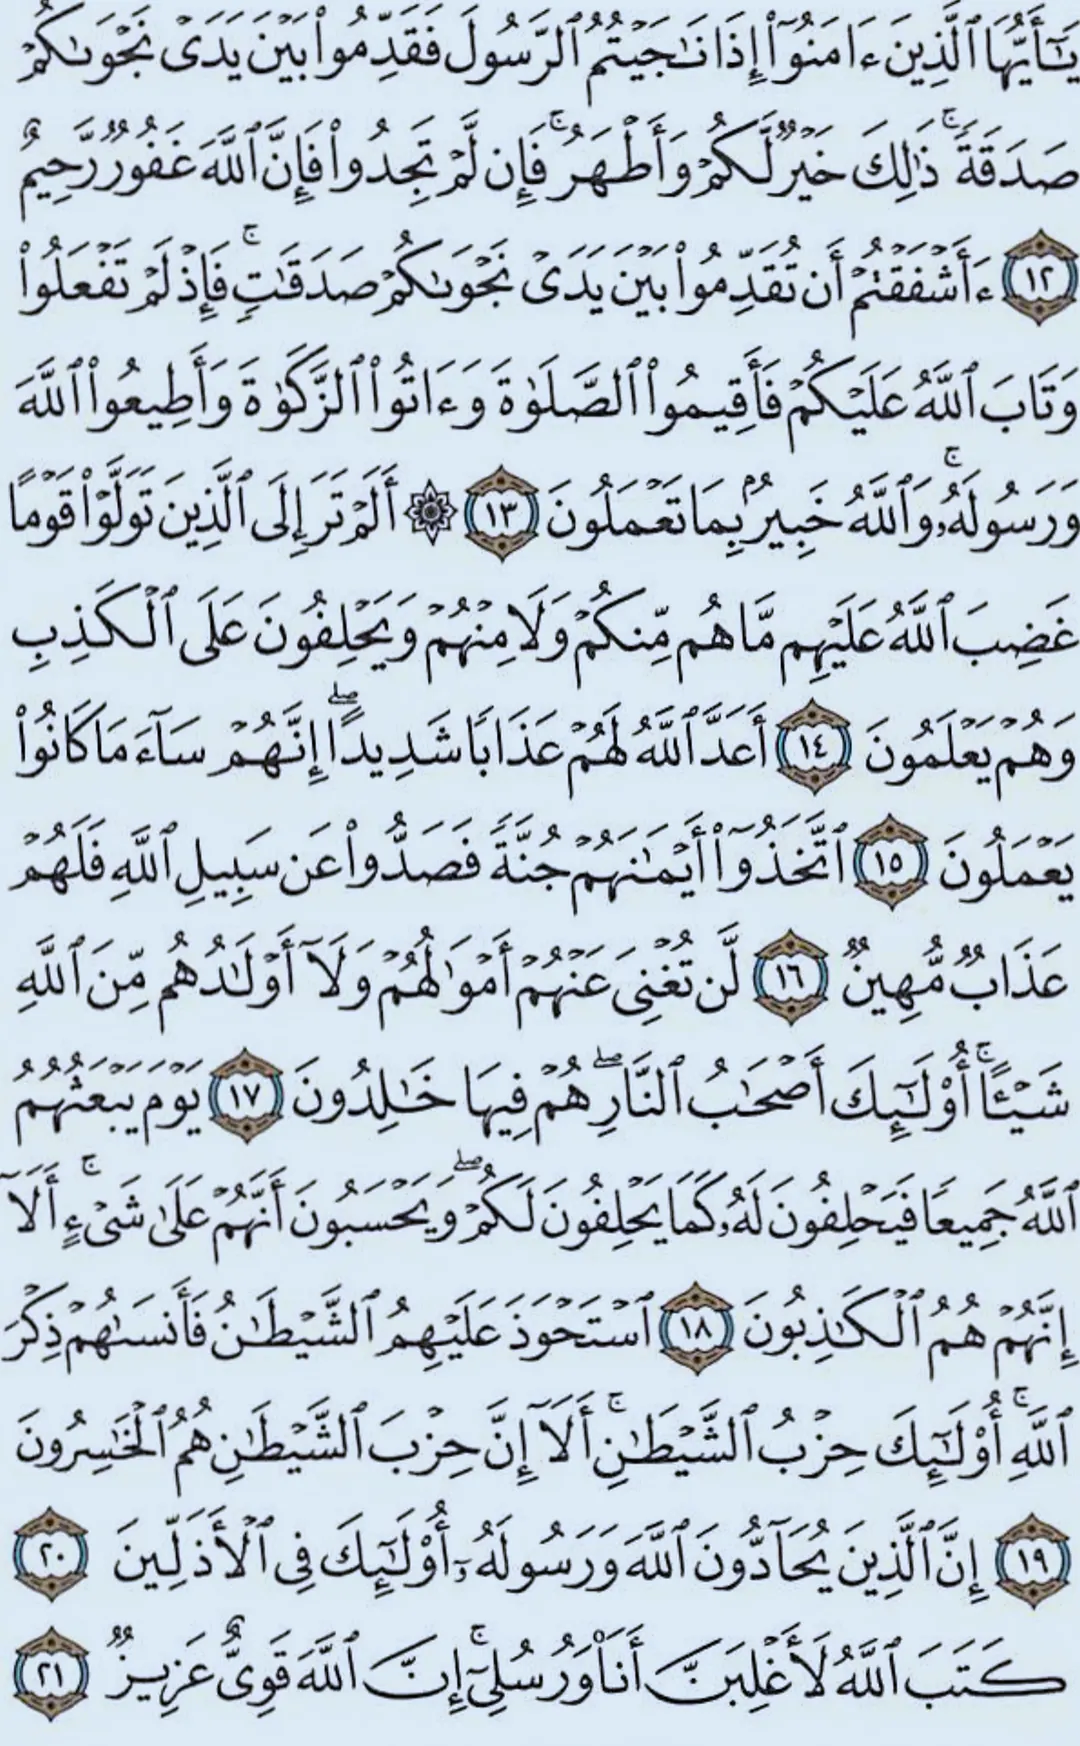 يَـٰٓأَيُّهَا ٱلَّذِينَ ءَامَنُوٓا۟ إِذَا نَـٰجَيْتُمُ ٱلرَّسُولَ فَقَدِّمُوا۟ بَيْنَ يَدَىْ نَجْوَىٰكُمْ
صَدَقَةً ۚ ذَٰلِكَ خَيْرٌ لَّكُمْ وَأَطْهَرُ ۚ فَإِن لَّمْ تَجِدُوا۟ فَإِنَّ ٱللَّهَ غَفُورٌ رَّحِيمٌ
١٢ ءَأَشْفَقْتُمْ أَن تُقَدِّمُوا۟ بَيْنَ يَدَىْ نَجْوَىٰكُمْ صَدَقَـٰتٍ ۚ فَإِذْ لَمْ تَفْعَلُوا۟
وَتَابَ ٱللَّهُ عَلَيْكُمْ فَأَقِيمُوا۟ ٱلصَّلَوٰةَ وَءَاتُوا۟ ٱلزَّكَوٰةَ وَأَطِيعُوا۟ ٱللَّهَ
وَرَسُولَهُۥ ۚ وَٱللَّهُ خَبِيرٌۢ بِمَا تَعْمَلُونَ ١٣ ۞ أَلَمْ تَرَ إِلَى ٱلَّذِينَ تَوَلَّوْا۟ قَوْمًا
غَضِبَ ٱللَّهُ عَلَيْهِم مَّا هُم مِّنكُمْ وَلَا مِنْهُمْ وَيَحْلِفُونَ عَلَى ٱلْكَذِبِ
وَهُمْ يَعْلَمُونَ ١٤ أَعَدَّ ٱللَّهُ لَهُمْ عَذَابًا شَدِيدًا ۖ إِنَّهُمْ سَآءَ مَا كَانُوا۟
يَعْمَلُونَ ١٥ ٱتَّخَذُوٓا۟ أَيْمَـٰنَهُمْ جُنَّةً فَصَدُّوا۟ عَن سَبِيلِ ٱللَّهِ فَلَهُمْ
عَذَابٌ مُّهِينٌ ١٦ لَّن تُغْنِىَ عَنْهُمْ أَمْوَٰلُهُمْ وَلَآ أَوْلَـٰدُهُم مِّنَ ٱللَّهِ
شَيْـًٔا ۚ أُو۟لَـٰٓئِكَ أَصْحَـٰبُ ٱلنَّارِ ۖ هُمْ فِيهَا خَـٰلِدُونَ ١٧ يَوْمَ يَبْعَثُهُمُ
ٱللَّهُ جَمِيعًا فَيَحْلِفُونَ لَهُۥ كَمَا يَحْلِفُونَ لَكُمْ ۖ وَيَحْسَبُونَ أَنَّهُمْ عَلَىٰ شَىْءٍ ۚ أَلَآ
إِنَّهُمْ هُمُ ٱلْكَـٰذِبُونَ ١٨ ٱسْتَحْوَذَ عَلَيْهِمُ ٱلشَّيْطَـٰنُ فَأَنسَىٰهُمْ ذِكْرَ
ٱللَّهِ ۚ أُو۟لَـٰٓئِكَ حِزْبُ ٱلشَّيْطَـٰنِ ۚ أَلَآ إِنَّ حِزْبَ ٱلشَّيْطَـٰنِ هُمُ ٱلْخَـٰسِرُونَ
١٩ إِنَّ ٱلَّذِينَ يُحَآدُّونَ ٱللَّهَ وَرَسُولَهُۥٓ أُو۟لَـٰٓئِكَ فِى ٱلْأَذَلِّينَ ٢٠
كَتَبَ ٱللَّهُ لَأَغْلِبَنَّ أَنَا۠ وَرُسُلِىٓ ۚ إِنَّ ٱللَّهَ قَوِىٌّ عَزِيزٌ ٢١